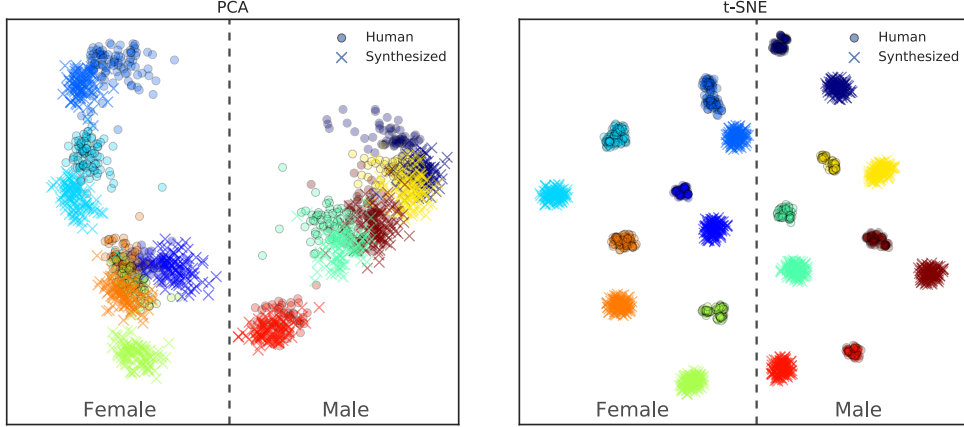 PCA
Human
Synthesized
Female
Male
t-SNE
Human
Synthesized
Female
Male